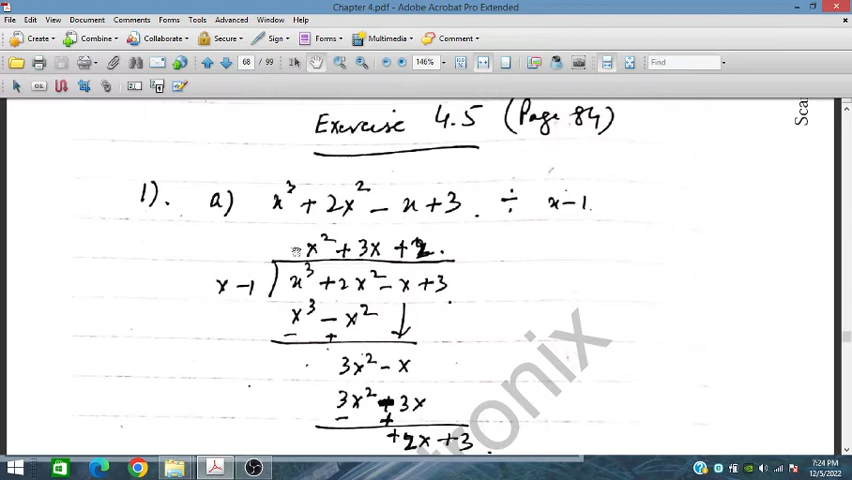 Chapter 4.pdf - Adobe Acrobat Pro Extended
File Edit View Document Comments Forms Tools Advanced Window Help
Create Combine Collaborate Secure Sign Forms Multimedia Comment
68 / 99 146% Find
Exercise 4.5 (Page 84)
Sca
1). a) x³ + 2x² - x + 3 ÷ x-1.
x² + 3x + 2.
x-1 ) x³ + 2x² - x + 3
x³ - x²
- +
3x² - x
3x² - 3x
- +
+2x + 3
tronix
7:24 PM
12/5/2022